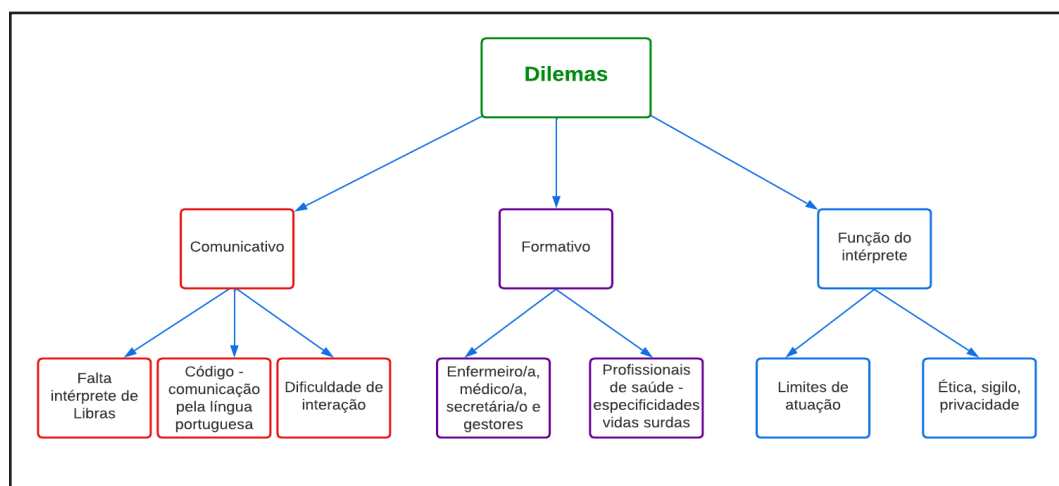 Dilemas
Comunicativo
Formativo
Função do
intérprete
Falta
intérprete de
Libras
Código -
comunicação
pela língua
portuguesa
Dificuldade de
interação
Enfermeiro/a,
médico/a,
secretária/o e
gestores
Profissionais
de saúde -
especificidades
vidas surdas
Limites de
atuação
Ética, sigilo,
privacidade